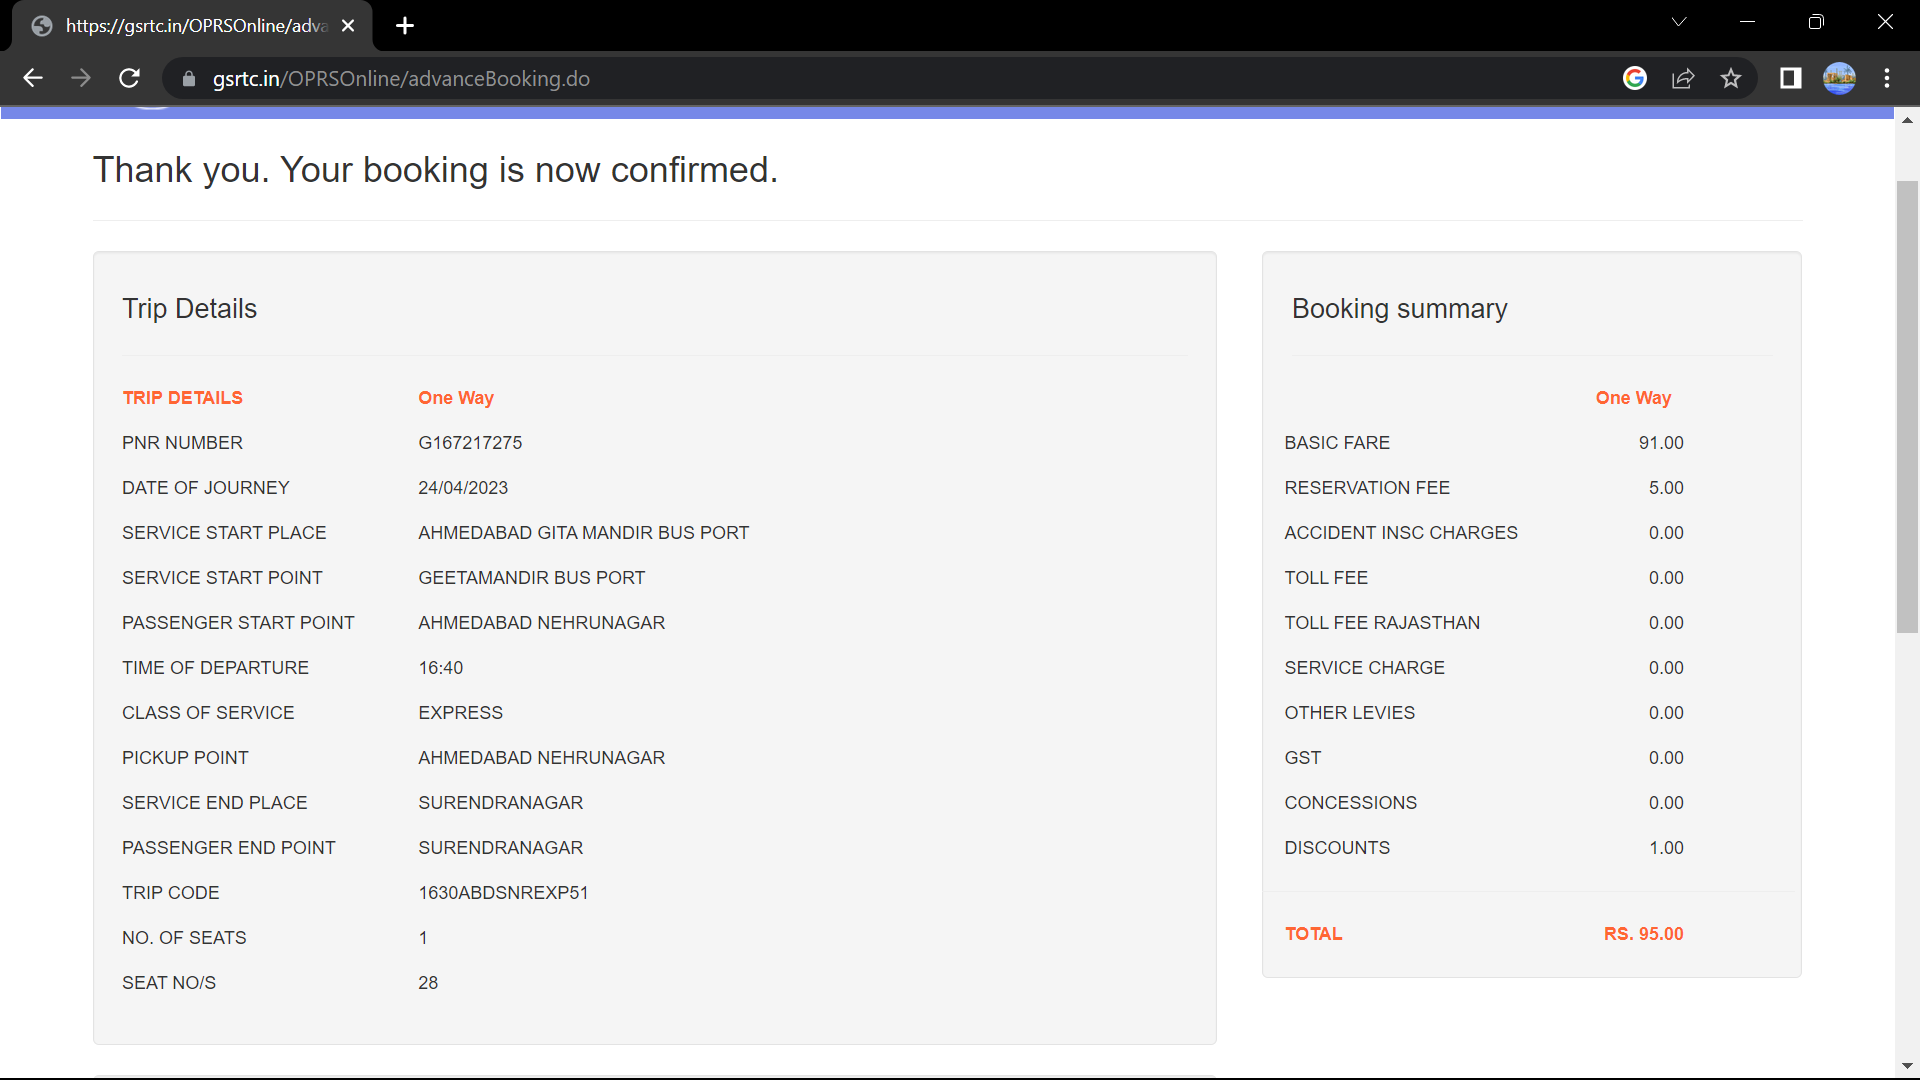 https://gsrtc.in/OPRSOnline/adva
gsrtc.in/OPRSOnline/advanceBooking.do
Thank you. Your booking is now confirmed.
Trip Details
TRIP DETAILS One Way
PNR NUMBER G167217275
DATE OF JOURNEY 24/04/2023
SERVICE START PLACE AHMEDABAD GITA MANDIR BUS PORT
SERVICE START POINT GEETAMANDIR BUS PORT
PASSENGER START POINT AHMEDABAD NEHRUNAGAR
TIME OF DEPARTURE 16:40
CLASS OF SERVICE EXPRESS
PICKUP POINT AHMEDABAD NEHRUNAGAR
SERVICE END PLACE SURENDRANAGAR
PASSENGER END POINT SURENDRANAGAR
TRIP CODE 1630ABDSNREXP51
NO. OF SEATS 1
SEAT NO/S 28
Booking summary
One Way
BASIC FARE 91.00
RESERVATION FEE 5.00
ACCIDENT INSC CHARGES 0.00
TOLL FEE 0.00
TOLL FEE RAJASTHAN 0.00
SERVICE CHARGE 0.00
OTHER LEVIES 0.00
GST 0.00
CONCESSIONS 0.00
DISCOUNTS 1.00
TOTAL RS. 95.00